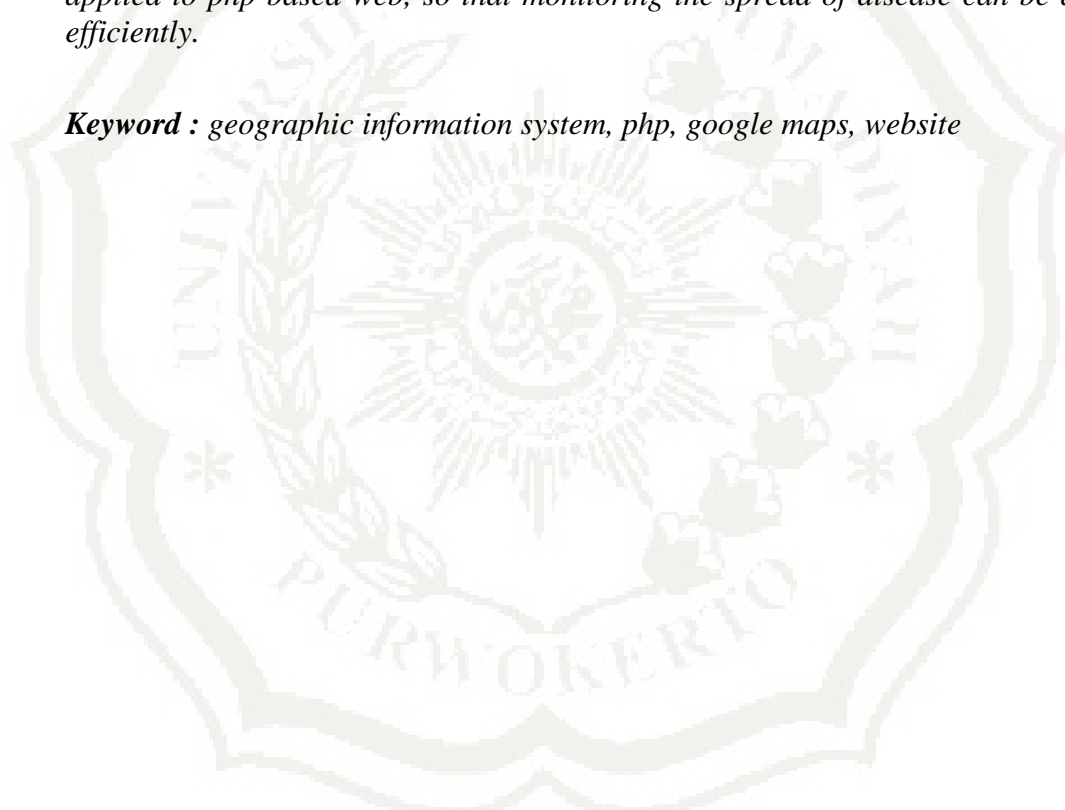 applied to php based web, so that monitoring the spread of disease can be
efficiently.
Keyword : geographic information system, php, google maps, website
PURWOKERTO